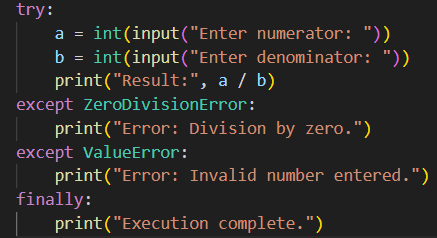 try:
    a = int(input("Enter numerator: "))
    b = int(input("Enter denominator: "))
    print("Result:", a / b)
except ZeroDivisionError:
    print("Error: Division by zero.")
except ValueError:
    print("Error: Invalid number entered.")
finally:
    print("Execution complete.")